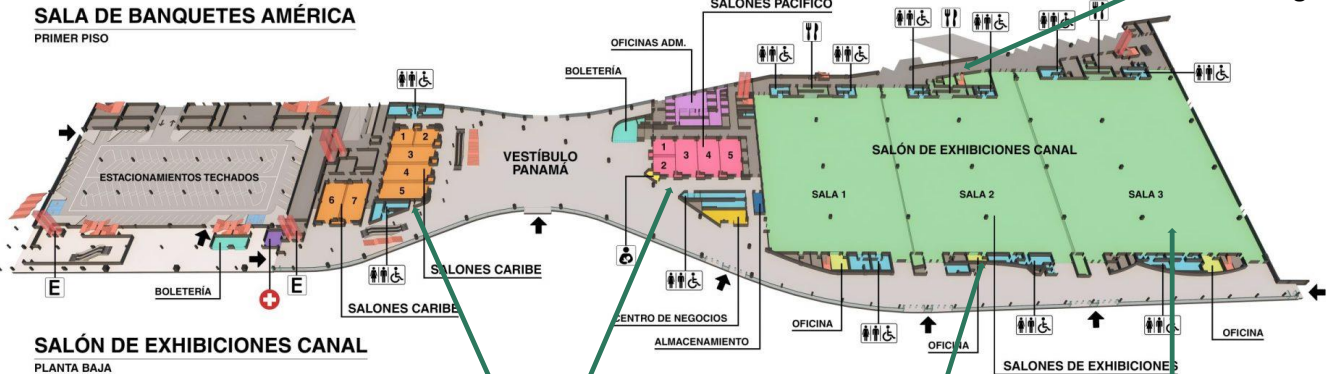 SALA DE BANQUETES AMÉRICA
PRIMER PISO
SALONES PACÍFICO
OFICINAS ADM.
BOLETERÍA
1 2
3
4
5
6 7
ESTACIONAMIENTOS TECHADOS
VESTÍBULO
PANAMÁ
1
2
3 4 5
SALÓN DE EXHIBICIONES CANAL
SALA 1
SALA 2
SALA 3
E
BOLETERÍA
E
SALONES CARIBE
SALONES CARIBE
CENTRO DE NEGOCIOS
ALMACENAMIENTO
OFICINA
OFICINA
OFICINA
SALONES DE EXHIBICIONES
SALÓN DE EXHIBICIONES CANAL
PLANTA BAJA